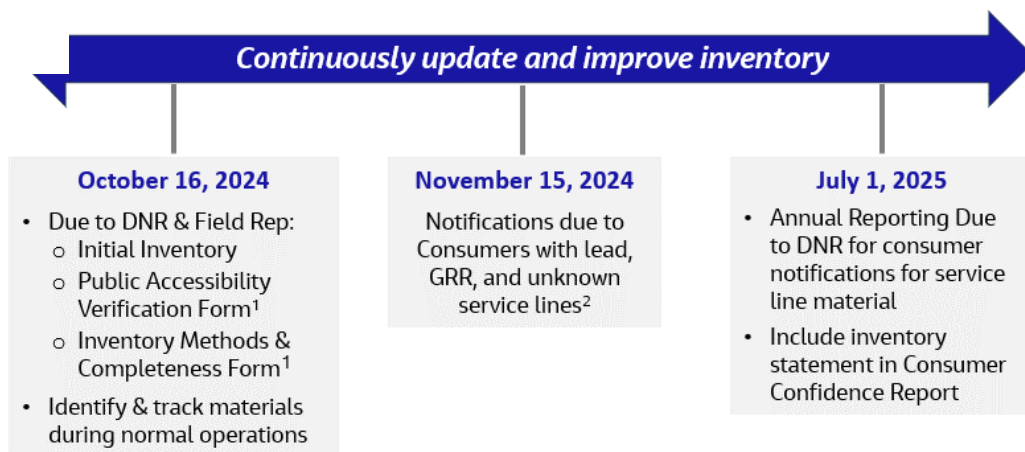 Continuously update and improve inventory
October 16, 2024
• Due to DNR & Field Rep:
o Initial Inventory
o Public Accessibility
Verification Form¹
o Inventory Methods &
Completeness Form¹
• Identify & track materials
during normal operations
November 15, 2024
Notifications due to
Consumers with lead,
GRR, and unknown
service lines²
July 1, 2025
• Annual Reporting Due
to DNR for consumer
notifications for service
line material
• Include inventory
statement in Consumer
Confidence Report